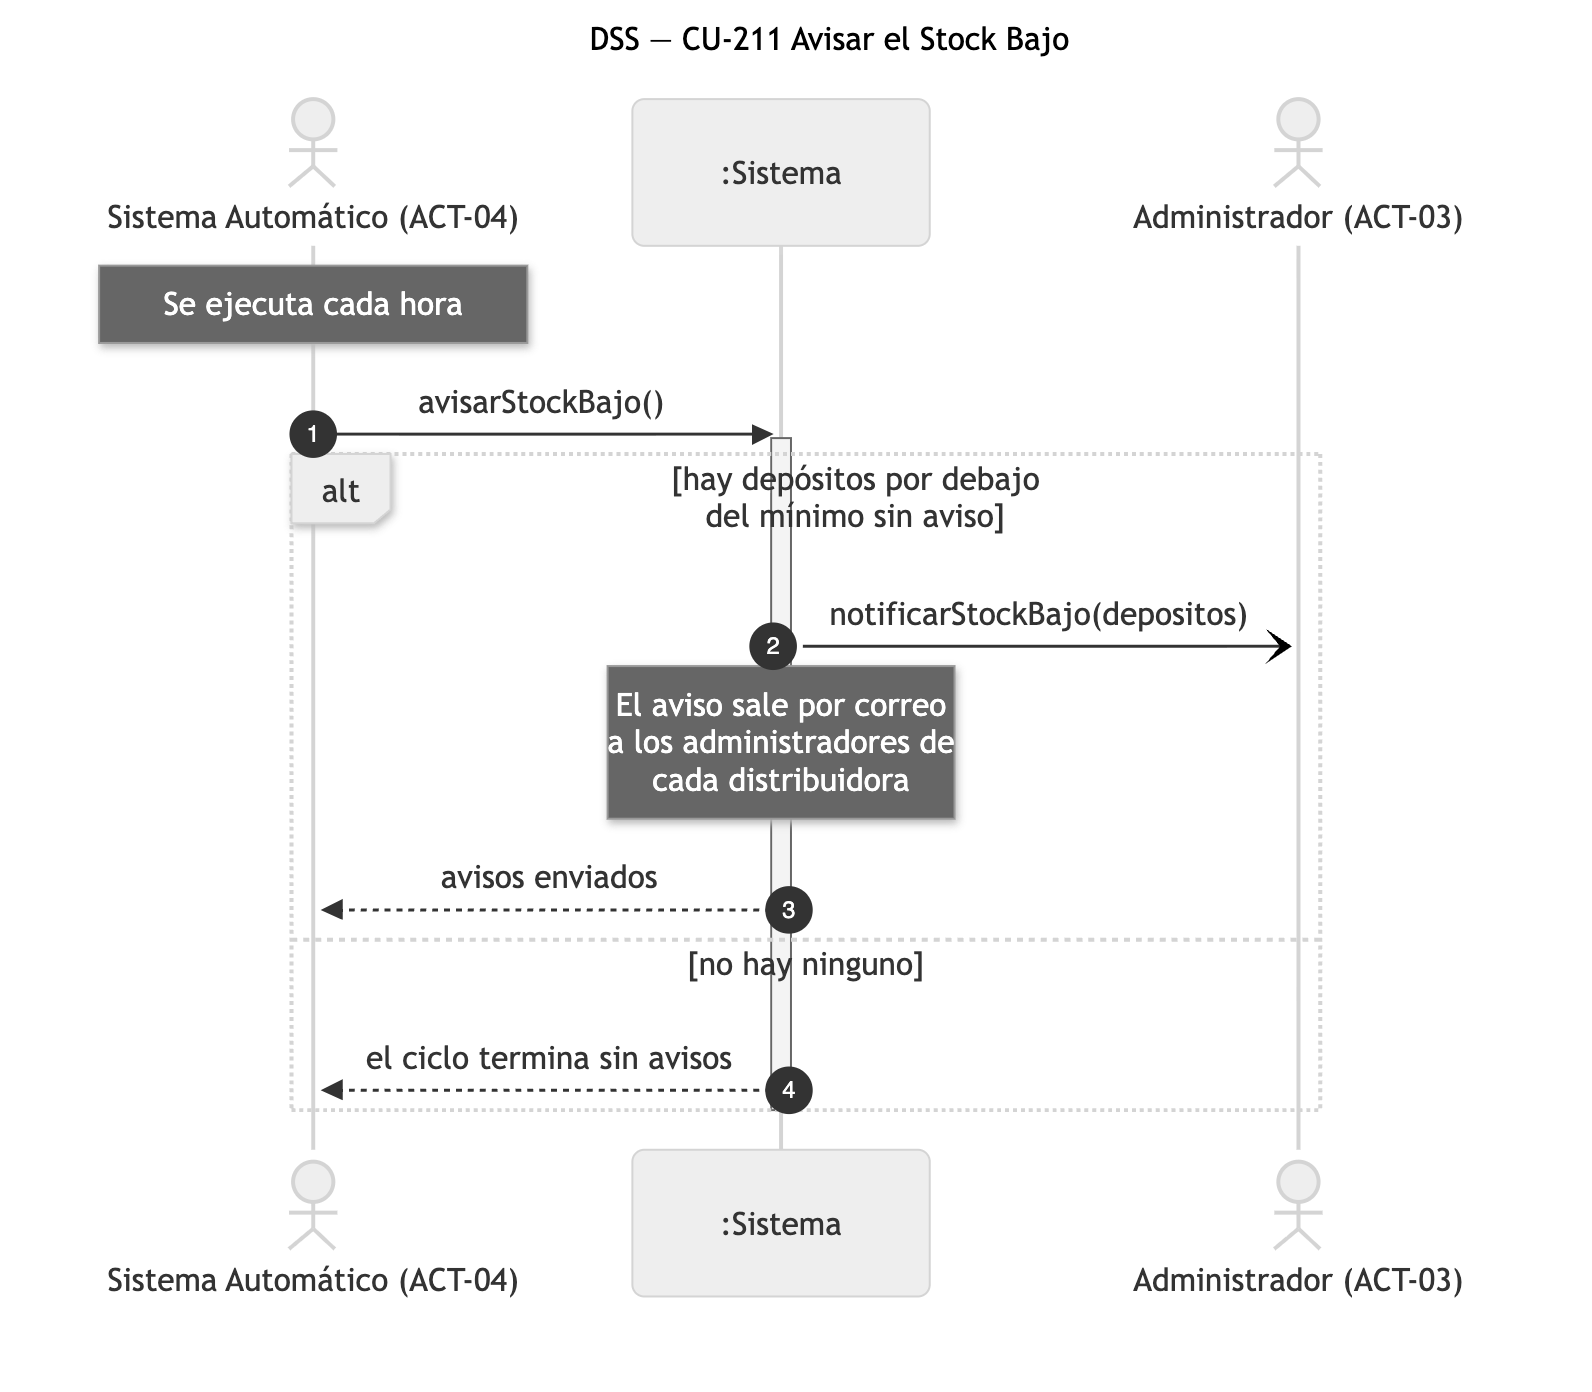 DSS — CU-211 Avisar el Stock Bajo
Sistema Automático (ACT-04)
:Sistema
Administrador (ACT-03)
Se ejecuta cada hora
avisarStockBajo()
1
alt
[hay depósitos por debajo
del mínimo sin aviso]
notificarStockBajo(depositos)
2
El aviso sale por correo
a los administradores de
cada distribuidora
avisos enviados
3
[no hay ninguno]
el ciclo termina sin avisos
4
Sistema Automático (ACT-04)
:Sistema
Administrador (ACT-03)